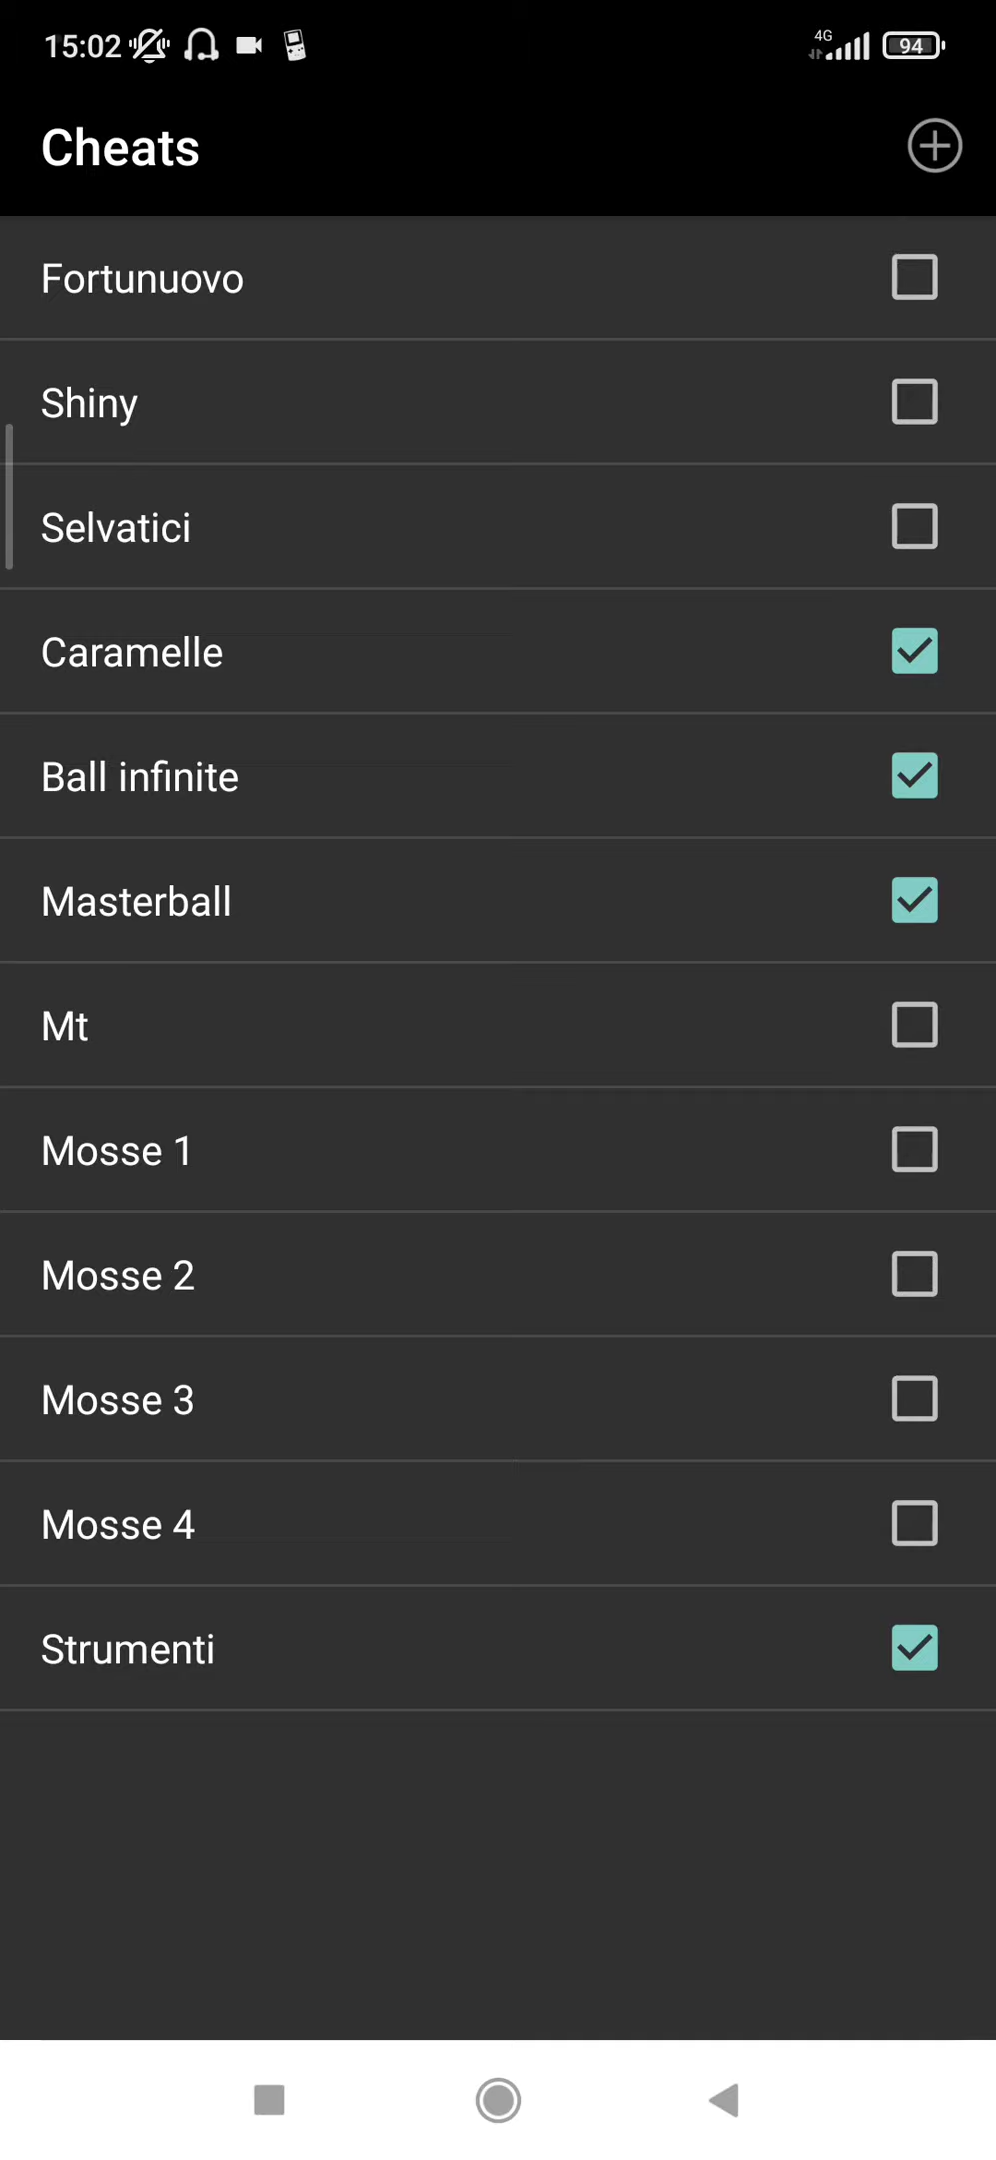 15:02
4G
94
Cheats
Fortunuovo
Shiny
Selvatici
Caramelle
Ball infinite
Masterball
Mt
Mosse 1
Mosse 2
Mosse 3
Mosse 4
Strumenti